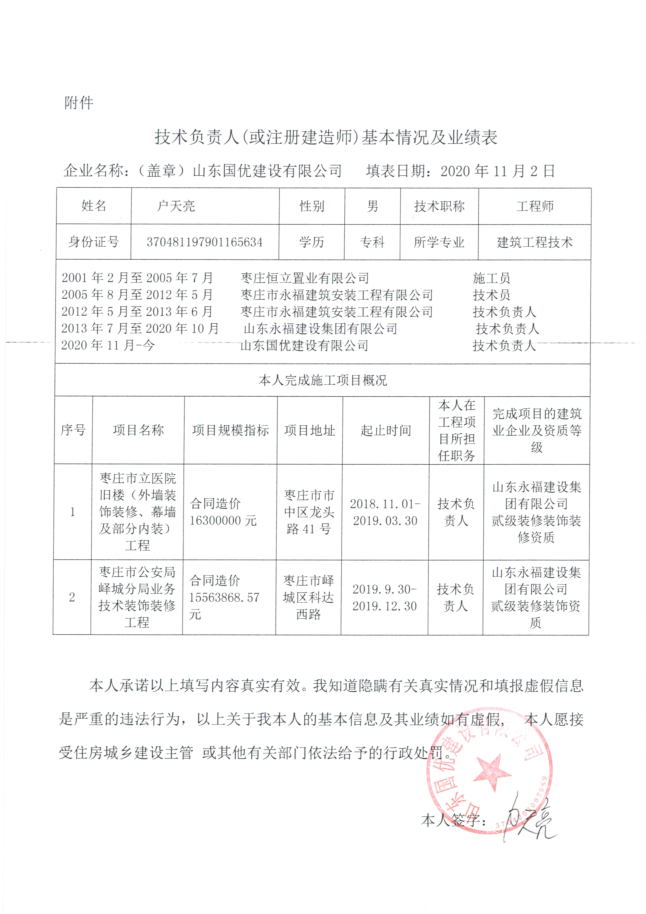 附件
技术负责人(或注册建造师)基本情况及业绩表
企业名称:（盖章）山东国优建设有限公司 填表日期: 2020 年 11 月 2 日
姓名 户天亮 性别 男 技术职称 工程师
身份证号 370481197901165634 学历 专科 所学专业 建筑工程技术
2001 年 2 月至 2005 年 7 月 枣庄恒立置业有限公司 施工员
2005 年 8 月至 2012 年 5 月 枣庄市永福建筑安装工程有限公司 技术员
2012 年 5 月至 2013 年 6 月 枣庄市永福建筑安装工程有限公司 技术负责人
2013 年 7 月至 2020 年 10 月 山东永福建设集团有限公司 技术负责人
2020 年 11 月-今 山东国优建设有限公司 技术负责人
本人完成施工项目概况
序号
项目名称
项目规模指标
项目地址
起止时间
本人在
工程项
目所担
任职务
完成项目的建筑
业企业及资质等
级
1
枣庄市立医院
旧楼（外墙装
饰装修、幕墙
及部分内装）
工程
合同造价
16300000 元
枣庄市市
中区龙头
路 41 号
2018.11.01-
2019.03.30
技术负
责人
山东永福建设集
团有限公司
贰级装修装饰装
修资质
2
枣庄市公安局
峄城分局业务
技术装饰装修
工程
合同造价
15563868.57
元
枣庄市峄
城区科达
西路
2019.9.30-
2019.12.30
技术负
责人
山东永福建设集
团有限公司
贰级装修装饰资
质
本人承诺以上填写内容真实有效。我知道隐瞒有关真实情况和填报虚假信息
是严重的违法行为，以上关于我本人的基本信息及其业绩如有虚假， 本人愿接
受住房城乡建设主管 或其他有关部门依法给予的行政处罚。
山东国优建设有限公司
本人签字: 户天亮